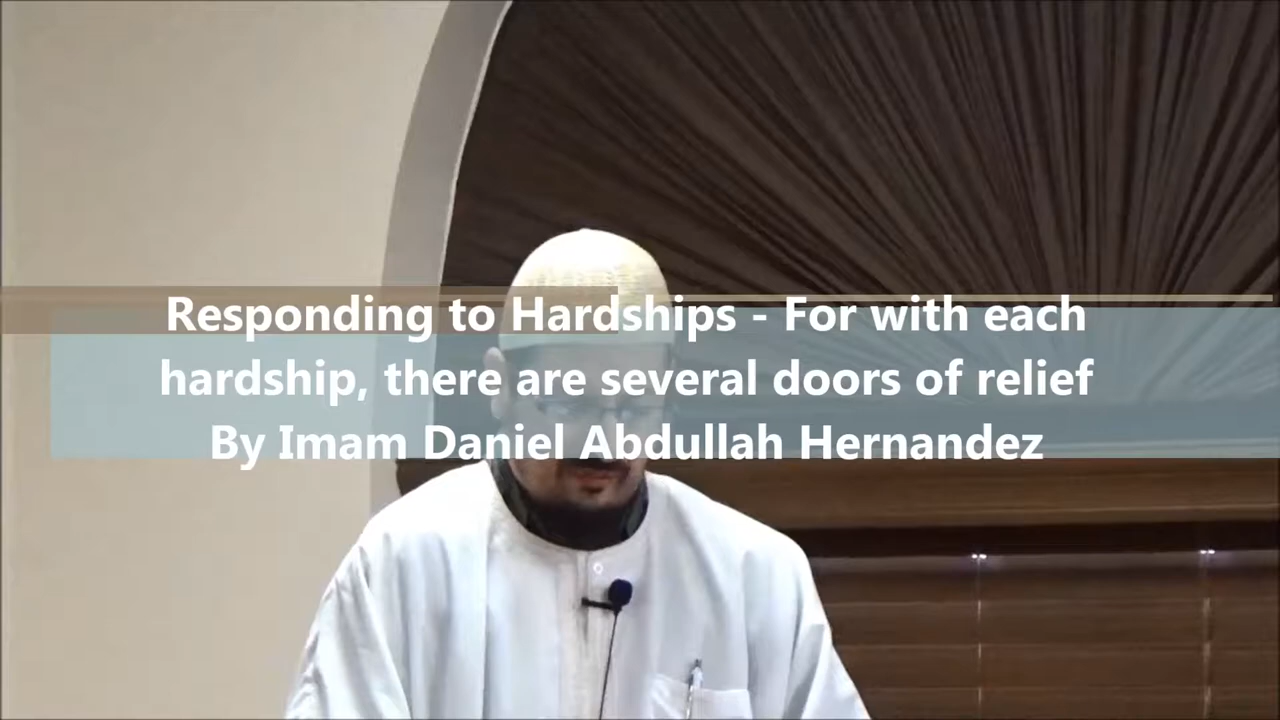 Responding to Hardships - For with each
hardship, there are several doors of relief
By Imam Daniel Abdullah Hernandez